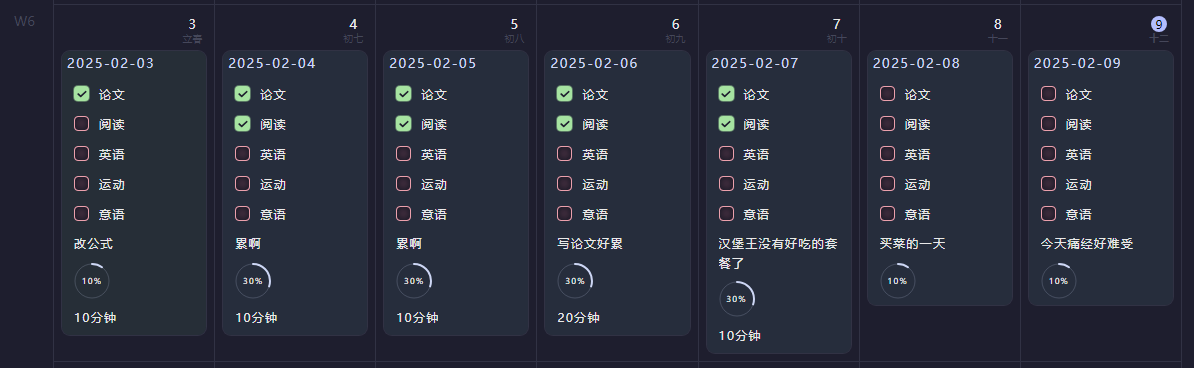 W6
3
立春
2025-02-03
论文
阅读
英语
运动
意语
改公式
10%
10分钟
4
初七
2025-02-04
论文
阅读
英语
运动
意语
累啊
30%
10分钟
5
初八
2025-02-05
论文
阅读
英语
运动
意语
累啊
30%
10分钟
6
初九
2025-02-06
论文
阅读
英语
运动
意语
写论文好累
30%
20分钟
7
初十
2025-02-07
论文
阅读
英语
运动
意语
汉堡王没有好吃的套
餐了
30%
10分钟
8
十一
2025-02-08
论文
阅读
英语
运动
意语
买菜的一天
10%
9
十二
2025-02-09
论文
阅读
英语
运动
意语
今天痛经好难受
10%